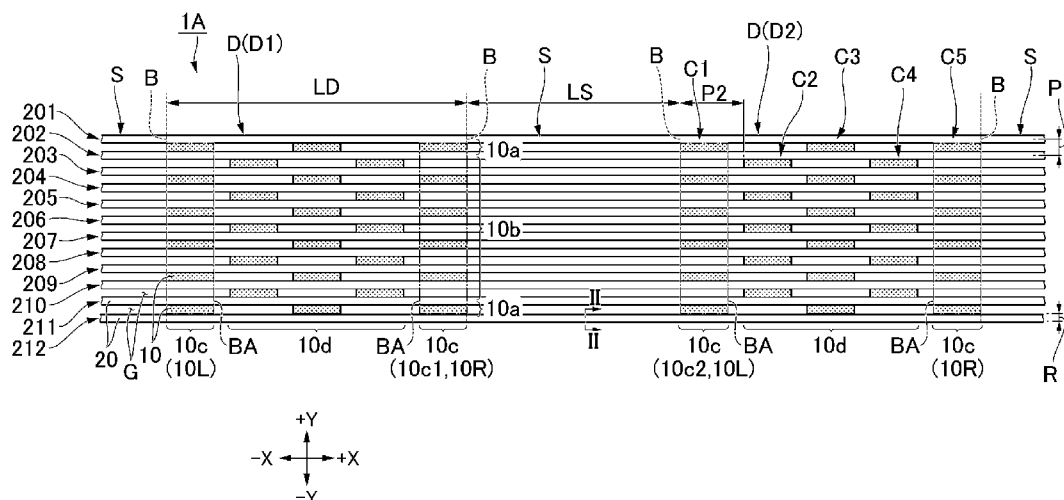 1A
D(D1)
D(D2)
C3
S
B
B
S
B
C1
C2
C4
C5
S
LD
LS
P2
B
P
201
202
203
204
205
206
207
208
209
210
211
212
10a
10b
10a
II
II
20
G
10
10c
(10L)
BA
10d
BA
10c
(10c1,10R)
10c
(10c2,10L)
BA
10d
BA
10c
(10R)
R
+Y
-X
+X
-Y